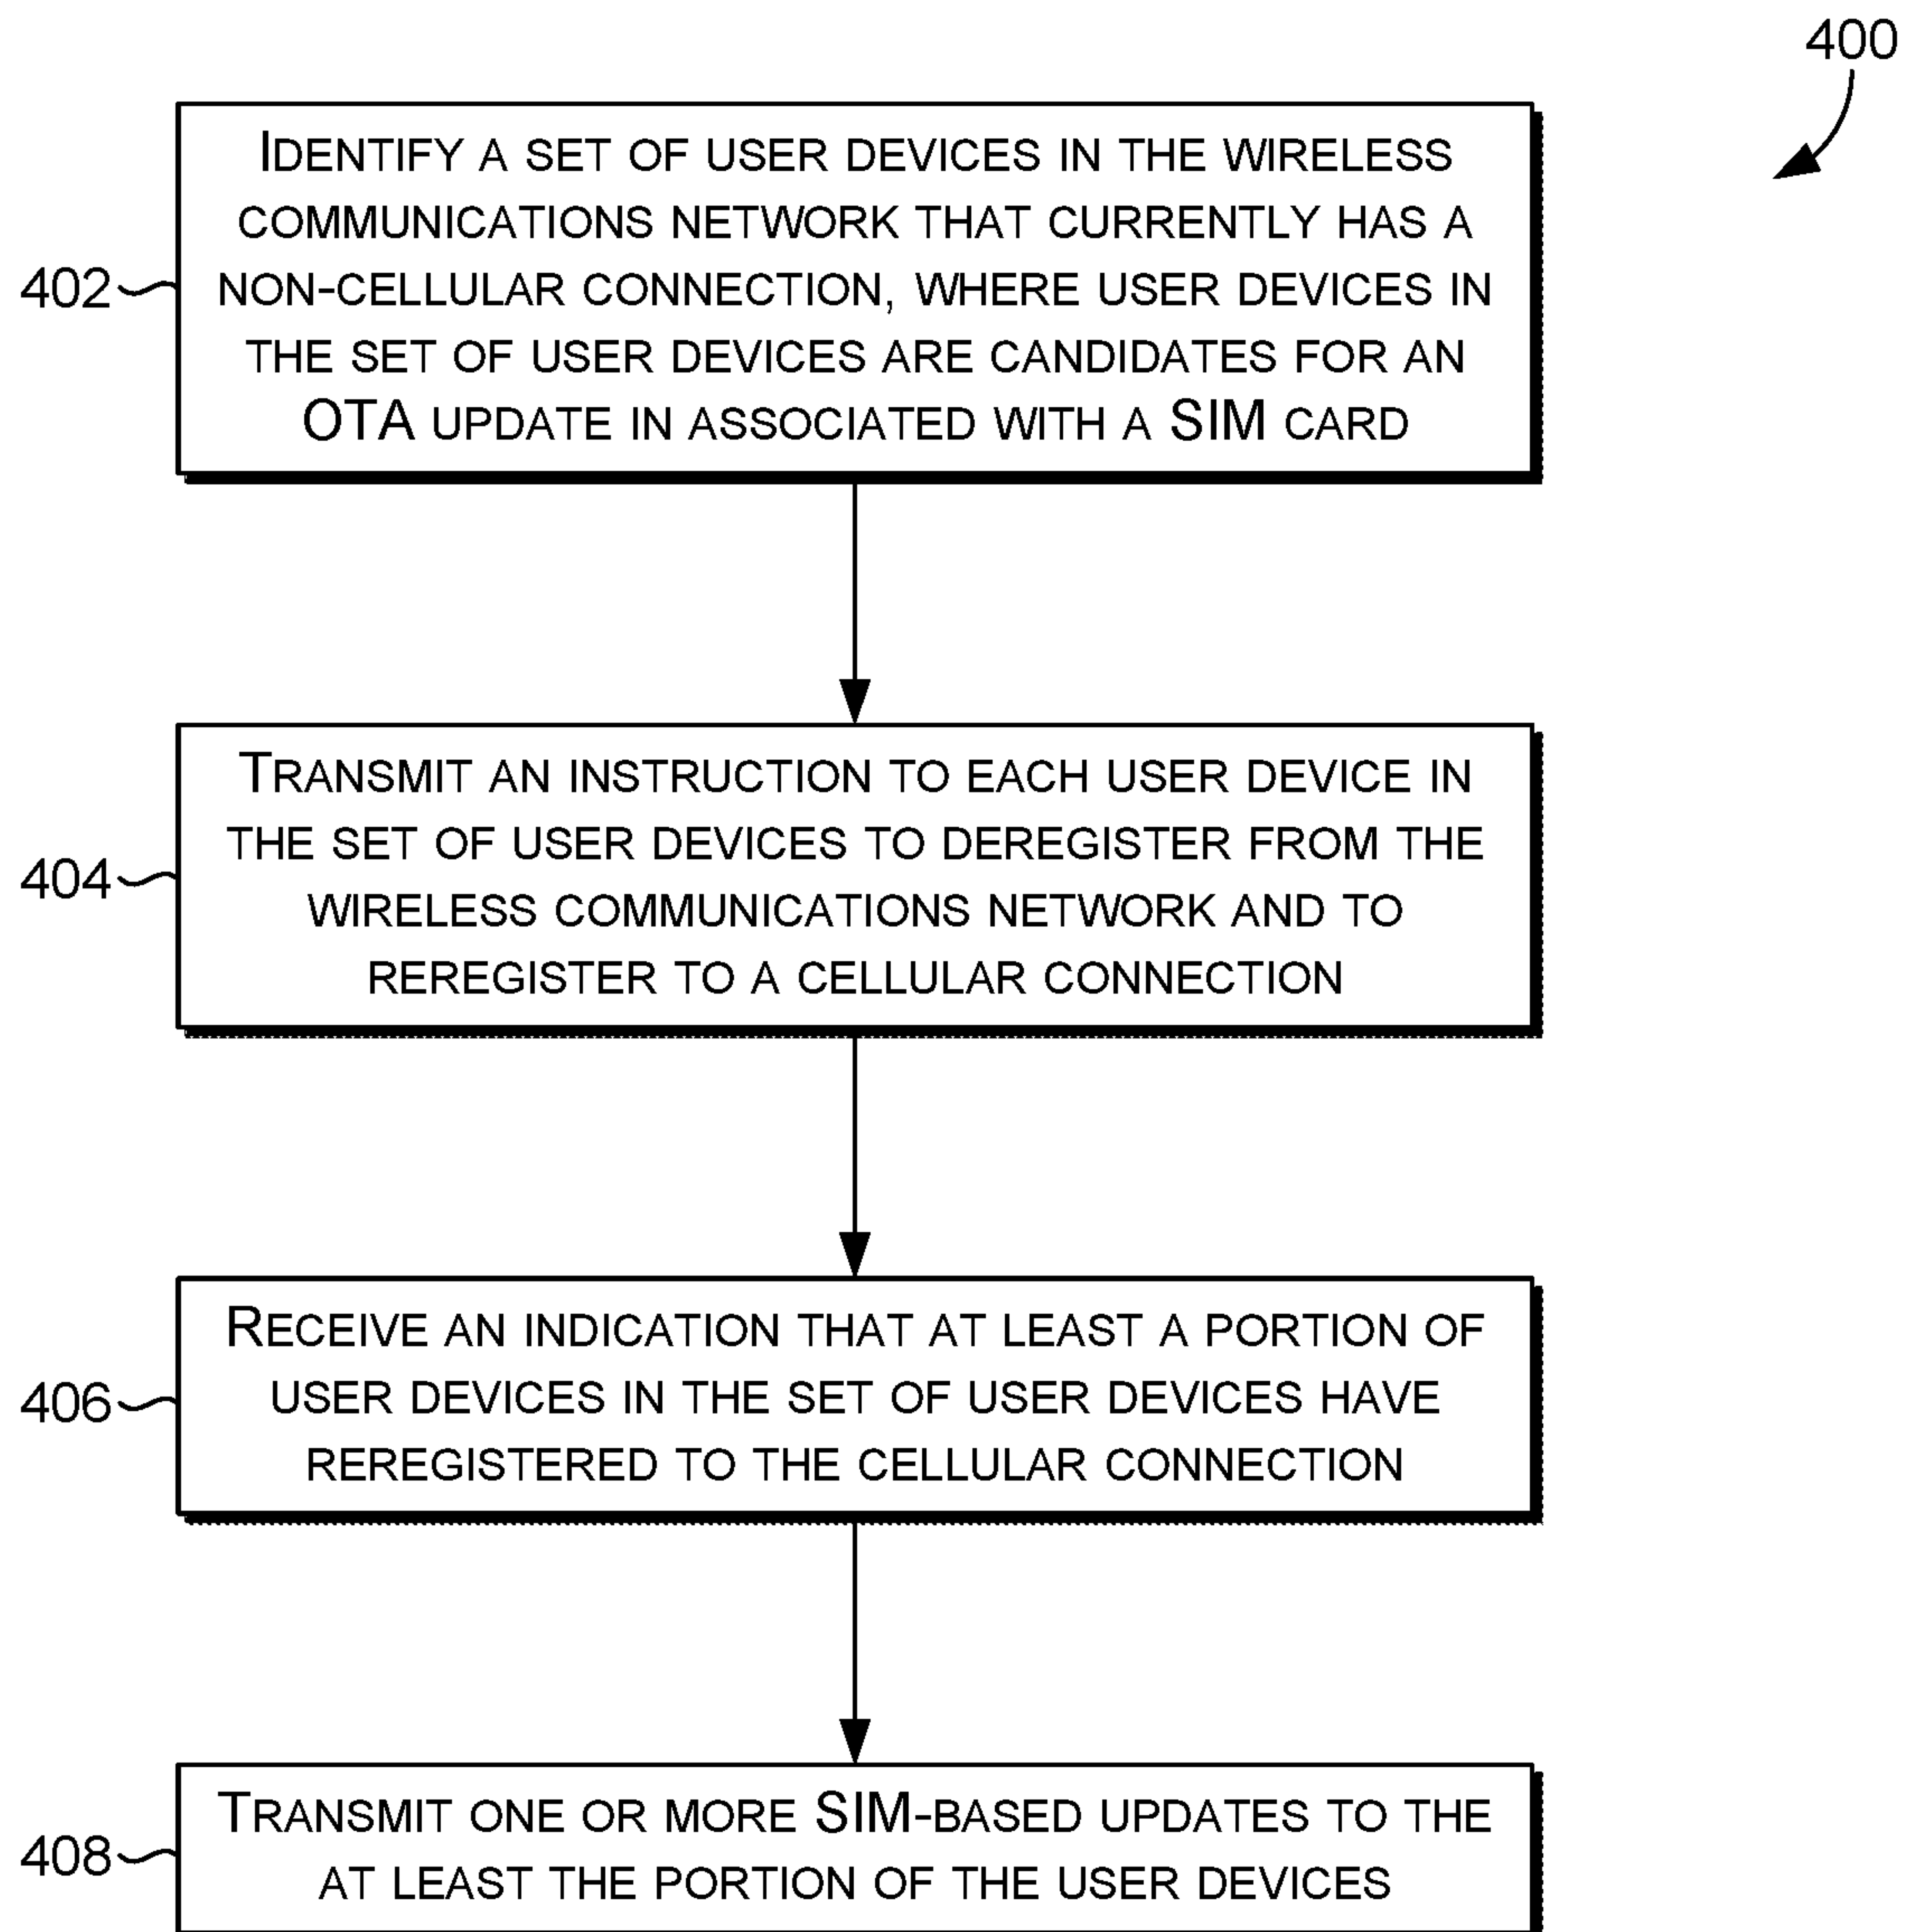 400
IDENTIFY A SET OF USER DEVICES IN THE WIRELESS
COMMUNICATIONS NETWORK THAT CURRENTLY HAS A
NON-CELLULAR CONNECTION, WHERE USER DEVICES IN
THE SET OF USER DEVICES ARE CANDIDATES FOR AN
OTA UPDATE IN ASSOCIATED WITH A SIM CARD
402
TRANSMIT AN INSTRUCTION TO EACH USER DEVICE IN
THE SET OF USER DEVICES TO DEREGISTER FROM THE
WIRELESS COMMUNICATIONS NETWORK AND TO
REREGISTER TO A CELLULAR CONNECTION
404
RECEIVE AN INDICATION THAT AT LEAST A PORTION OF
USER DEVICES IN THE SET OF USER DEVICES HAVE
REREGISTERED TO THE CELLULAR CONNECTION
406
TRANSMIT ONE OR MORE SIM-BASED UPDATES TO THE
AT LEAST THE PORTION OF THE USER DEVICES
408